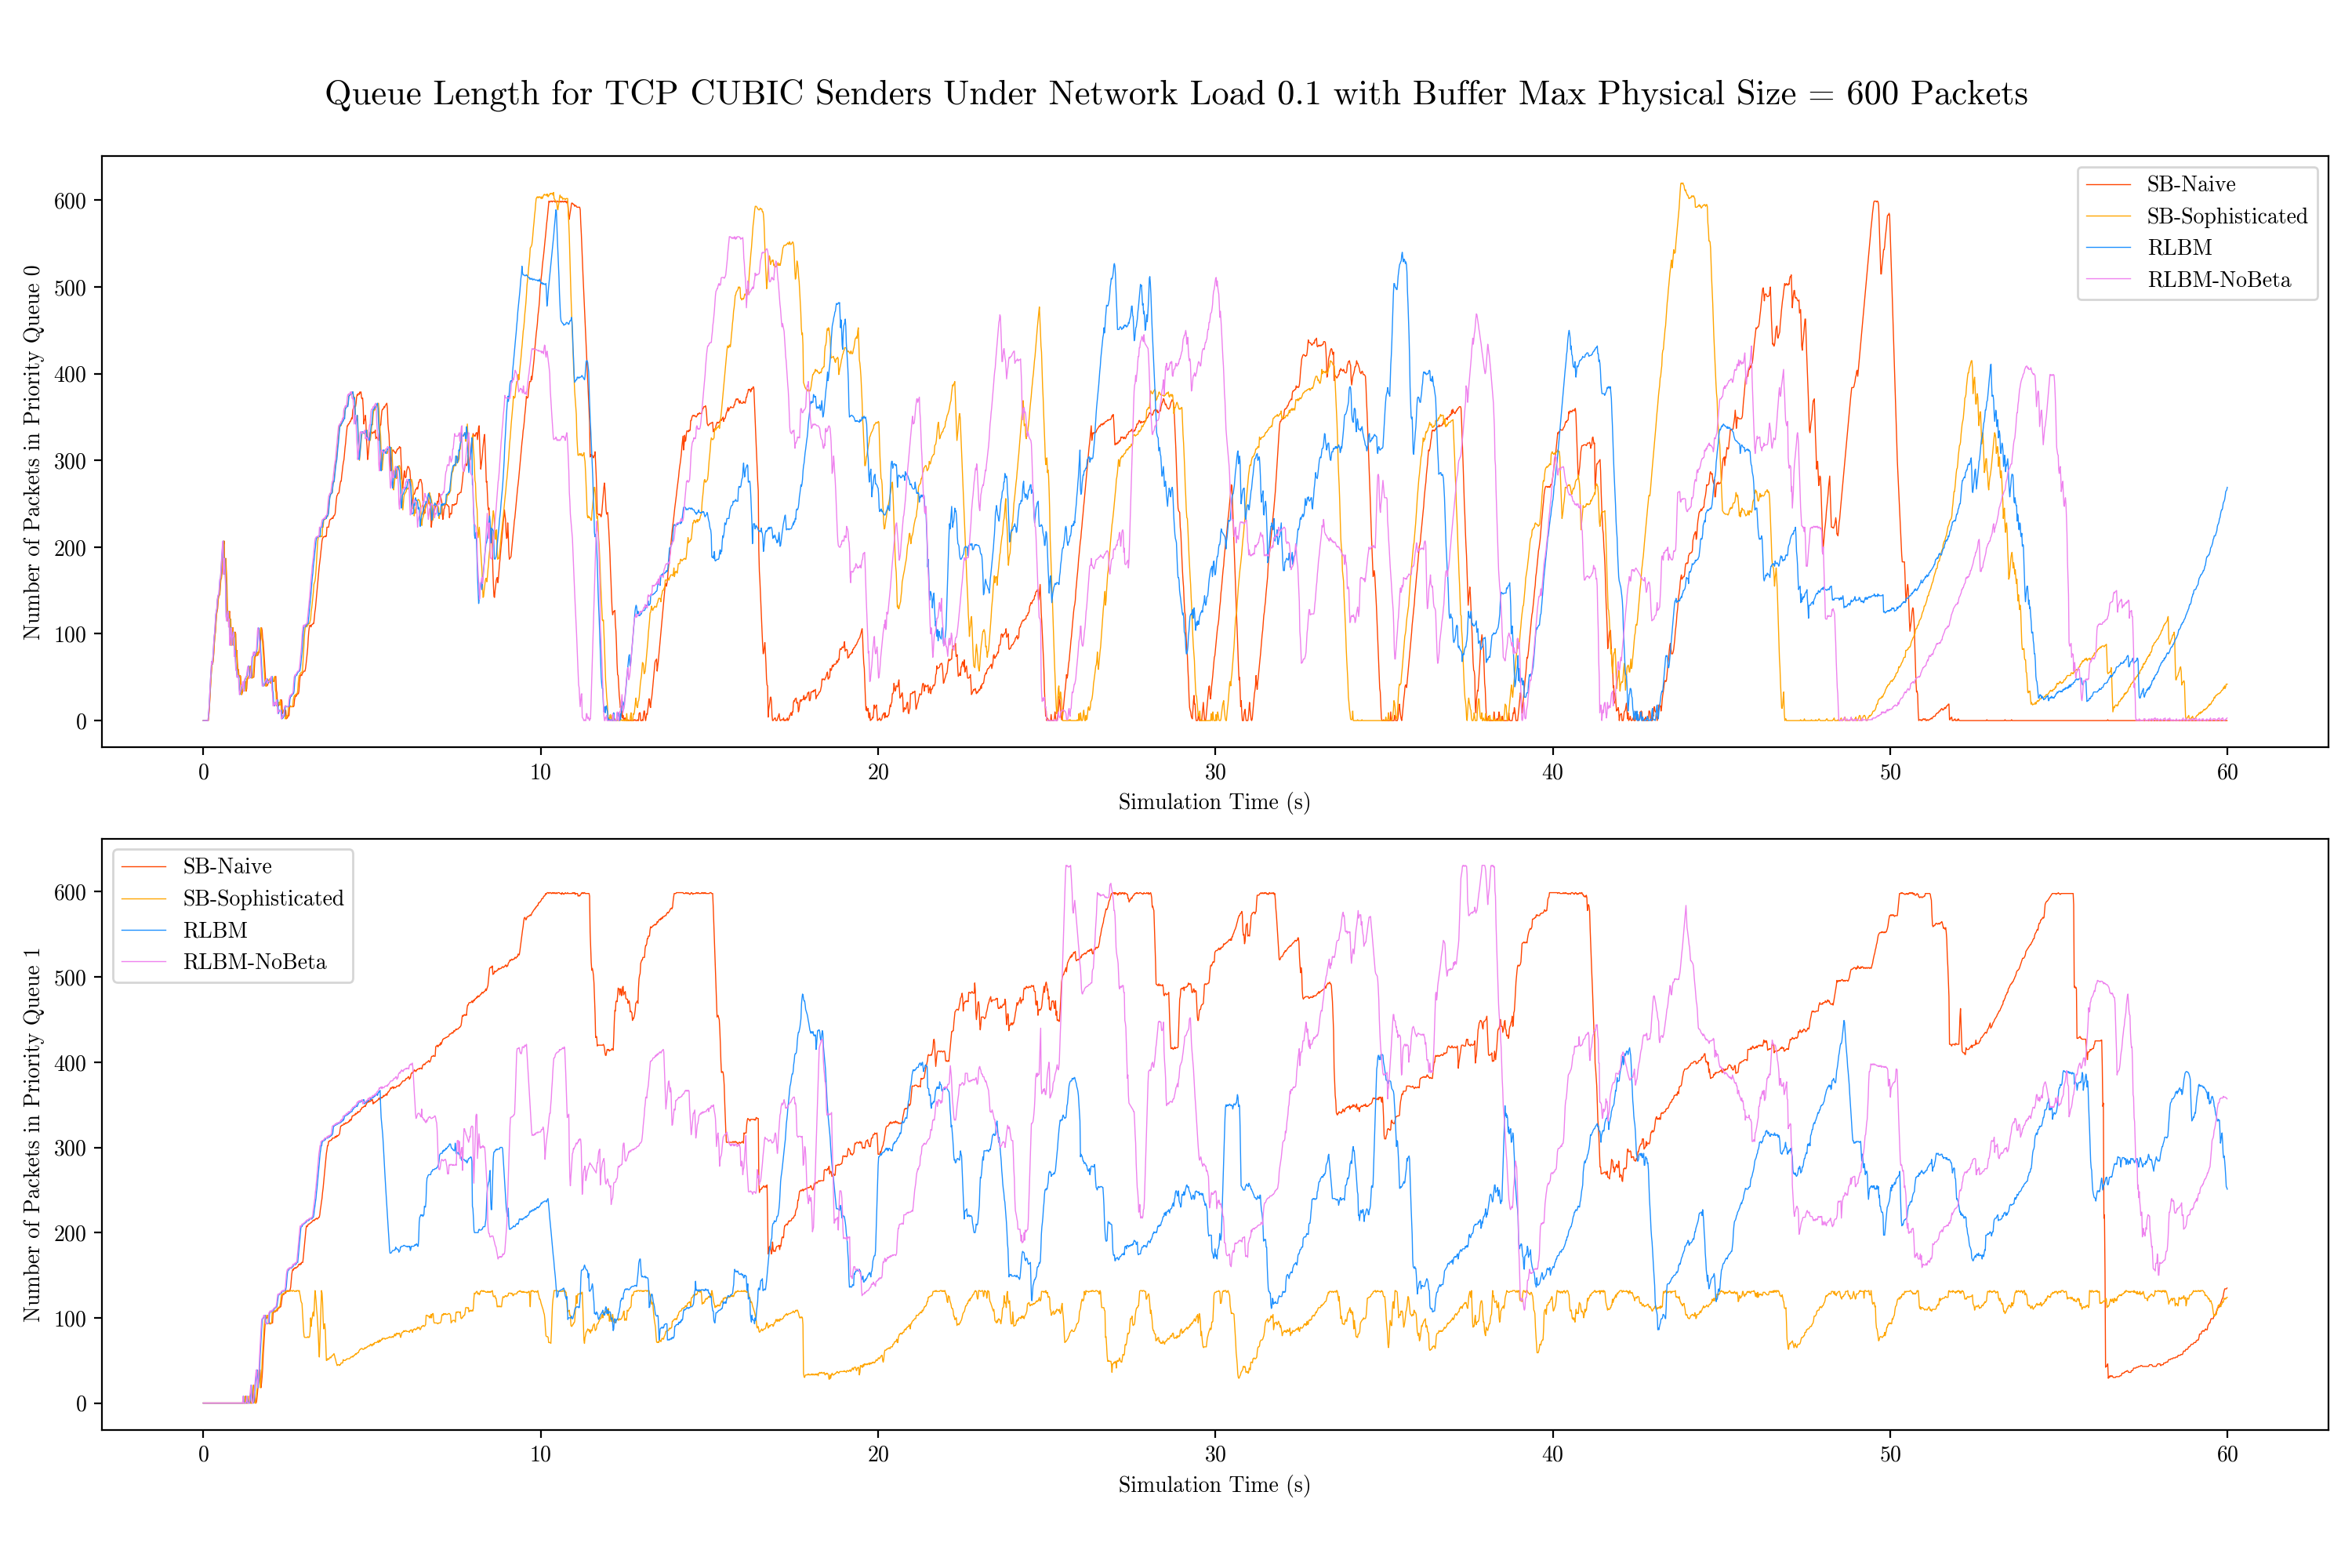 Queue Length for TCP CUBIC Senders Under Network Load 0.1 with Buffer Max Physical Size = 600 Packets
Number of Packets in Priority Queue 0
600
500
400
300
200
100
0
SB-Naive
SB-Sophisticated
RLBM
RLBM-NoBeta
0 10 20 30 40 50 60
Simulation Time (s)
Number of Packets in Priority Queue 1
600
500
400
300
200
100
0
SB-Naive
SB-Sophisticated
RLBM
RLBM-NoBeta
0 10 20 30 40 50 60
Simulation Time (s)